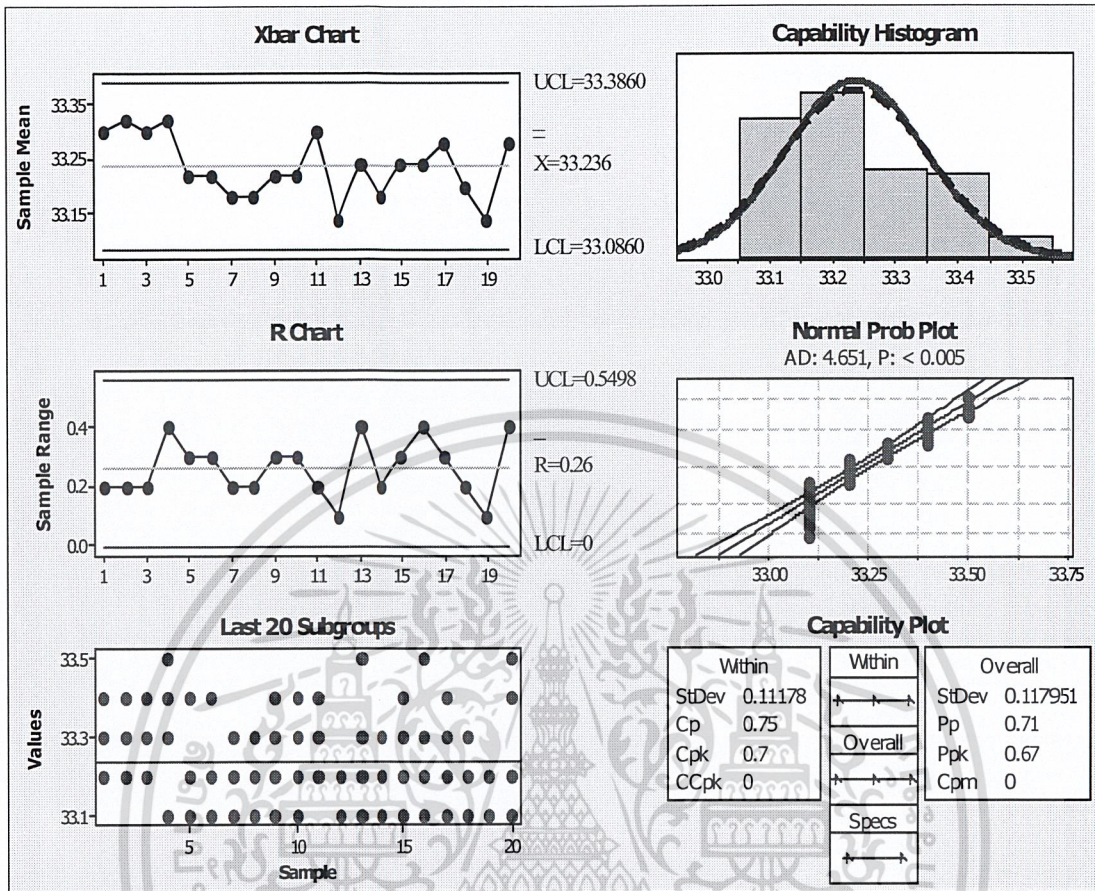 Xbar Chart
Sample Mean
33.35
33.25
33.15
1 3 5 7 9 11 13 15 17 19
UCL=33.3860
=
X=33.236
LCL=33.0860
Capability Histogram
33.0 33.1 33.2 33.3 33.4 33.5
R Chart
Sample Range
0.4
0.2
0.0
1 3 5 7 9 11 13 15 17 19
UCL=0.5498
_
R=0.26
LCL=0
Normal Prob Plot
AD: 4.651, P: < 0.005
33.00 33.25 33.50 33.75
Last 20 Subgroups
Values
33.5
33.4
33.3
33.2
33.1
5 10 15 20
Sample
Capability Plot
Within
StDev 0.11178
Cp 0.75
Cpk 0.7
CCpk 0
Within
Overall
Specs
Overall
StDev 0.117951
Pp 0.71
Ppk 0.67
Cpm 0